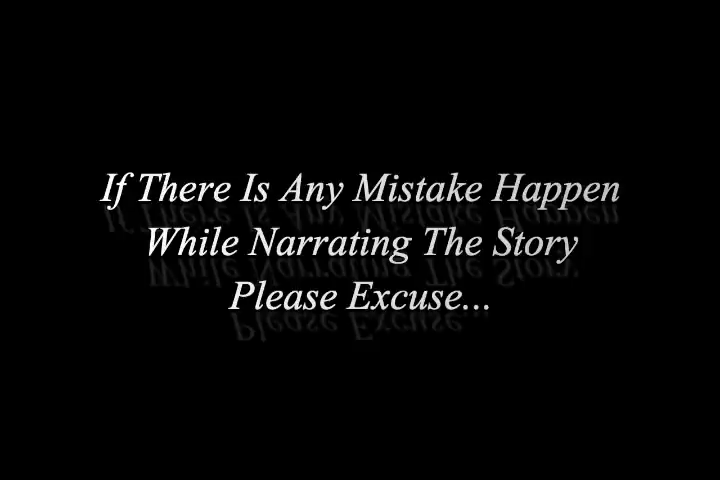 If There Is Any Mistake Happen
While Narrating The Story
Please Excuse...